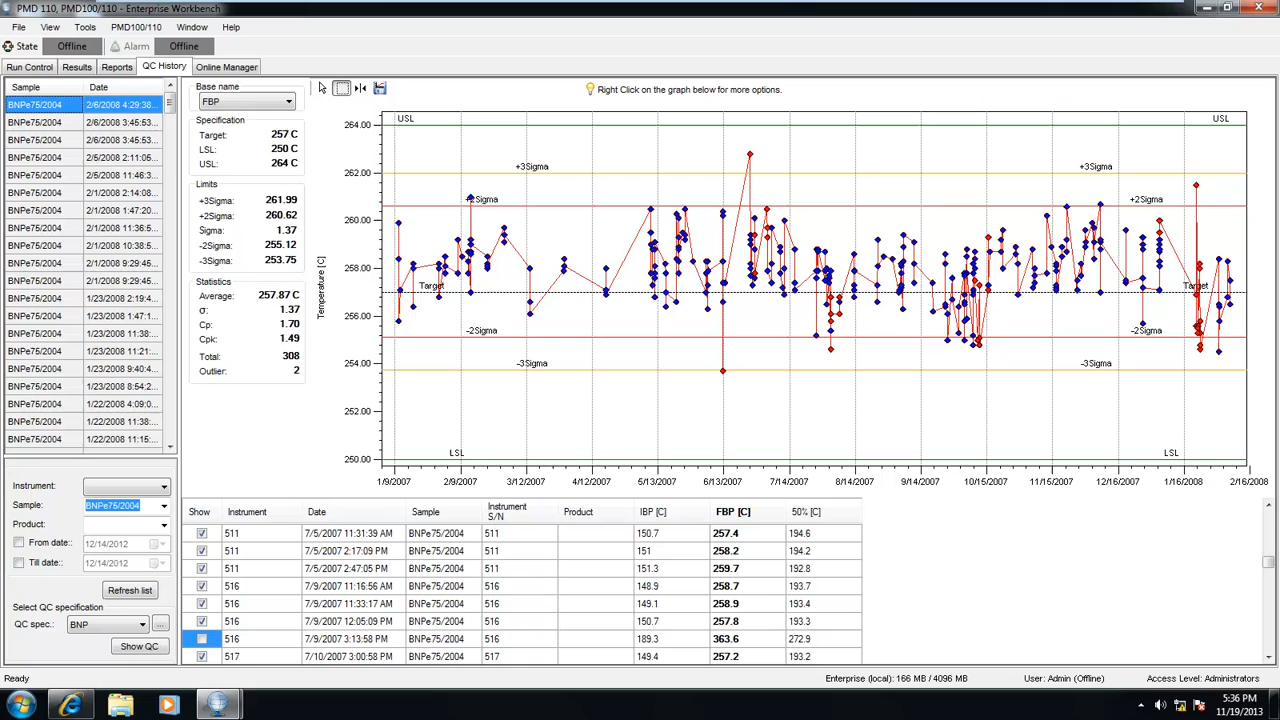 PMD 110, PMD100/110 - Enterprise Workbench
File View Tools PMD100/110 Window Help
State Offline Alarm Offline
Run Control Results Reports QC History Online Manager
Sample Date
BNPe75/2004 2/6/2008 4:29:38...
BNPe75/2004 2/6/2008 3:45:53...
BNPe75/2004 2/6/2008 3:45:53...
BNPe75/2004 2/5/2008 2:11:05...
BNPe75/2004 2/5/2008 11:46:3...
BNPe75/2004 2/1/2008 2:14:08...
BNPe75/2004 2/1/2008 1:47:20...
BNPe75/2004 2/1/2008 11:36:5...
BNPe75/2004 2/1/2008 10:38:5...
BNPe75/2004 2/1/2008 9:29:45...
BNPe75/2004 2/1/2008 9:29:45...
BNPe75/2004 1/23/2008 2:19:4...
BNPe75/2004 1/23/2008 1:47:1...
BNPe75/2004 1/23/2008 11:38:...
BNPe75/2004 1/23/2008 11:21:...
BNPe75/2004 1/23/2008 9:40:4...
BNPe75/2004 1/23/2008 8:54:2...
BNPe75/2004 1/22/2008 4:09:0...
BNPe75/2004 1/22/2008 11:38:...
BNPe75/2004 1/22/2008 11:15:...
Instrument:
Sample: BNPe75/2004
Product:
From date:: 12/14/2012
Till date:: 12/14/2012
Refresh list
Select QC specification
QC spec.: BNP ...
Show QC
Base name
FBP
Specification
Target: 257 C
LSL: 250 C
USL: 264 C
Limits
+3Sigma: 261.99
+2Sigma: 260.62
Sigma: 1.37
-2Sigma: 255.12
-3Sigma: 253.75
Statistics
Average: 257.87 C
σ: 1.37
Cp: 1.70
Cpk: 1.49
Total: 308
Outlier: 2
Right Click on the graph below for more options.
Temperature [C]
USL USL
264.00
+3Sigma +3Sigma
262.00
+2Sigma +2Sigma
260.00
258.00
Target Target
256.00
-2Sigma -2Sigma
254.00
-3Sigma -3Sigma
252.00
LSL LSL
250.00
1/9/2007 2/9/2007 3/12/2007 4/12/2007 5/13/2007 6/13/2007 7/14/2007 8/14/2007 9/14/2007 10/15/2007 11/15/2007 12/16/2007 1/16/2008 2/16/2008
Show Instrument Date Sample Instrument S/N Product IBP [C] FBP [C] 50% [C]
511 7/5/2007 11:31:39 AM BNPe75/2004 511 150.7 257.4 194.6
511 7/5/2007 2:17:09 PM BNPe75/2004 511 151 258.2 194.2
511 7/5/2007 2:47:05 PM BNPe75/2004 511 151.3 259.7 192.8
516 7/9/2007 11:16:56 AM BNPe75/2004 516 148.9 258.7 193.7
516 7/9/2007 11:33:17 AM BNPe75/2004 516 149.1 258.9 193.4
516 7/9/2007 12:05:09 PM BNPe75/2004 516 150.7 257.8 193.3
516 7/9/2007 3:13:58 PM BNPe75/2004 516 189.3 363.6 272.9
517 7/10/2007 3:00:58 PM BNPe75/2004 517 149.4 257.2 193.2
Ready Enterprise (local): 166 MB / 4096 MB User: Admin (Offline) Access Level: Administrators
5:36 PM
11/19/2013